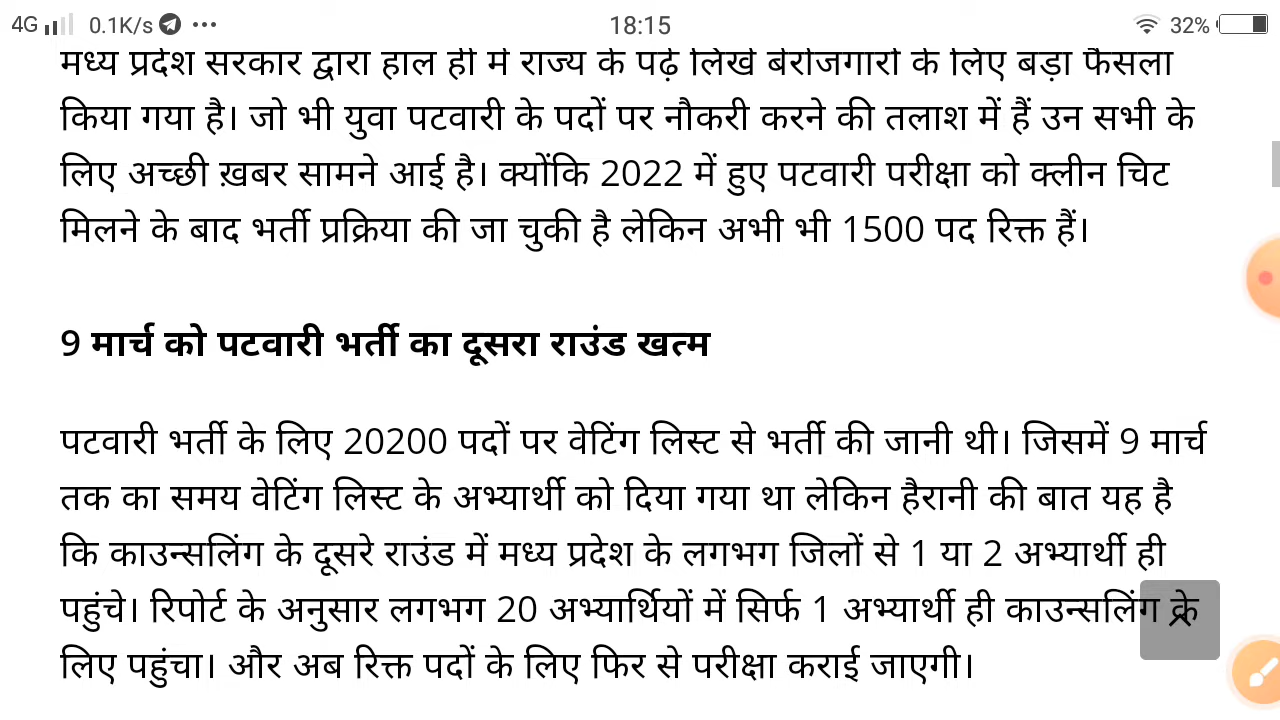 4G 0.1K/s ... 18:15 32%
मध्य प्रदेश सरकार द्वारा हाल ही में राज्य के पढ़े लिखे बेरोजगारों के लिए बड़ा फैसला
किया गया है। जो भी युवा पटवारी के पदों पर नौकरी करने की तलाश में हैं उन सभी के
लिए अच्छी ख़बर सामने आई है। क्योंकि 2022 में हुए पटवारी परीक्षा को क्लीन चिट
मिलने के बाद भर्ती प्रक्रिया की जा चुकी है लेकिन अभी भी 1500 पद रिक्त हैं।
9 मार्च को पटवारी भर्ती का दूसरा राउंड खत्म
पटवारी भर्ती के लिए 20200 पदों पर वेटिंग लिस्ट से भर्ती की जानी थी। जिसमें 9 मार्च
तक का समय वेटिंग लिस्ट के अभ्यार्थी को दिया गया था लेकिन हैरानी की बात यह है
कि काउन्सलिंग के दूसरे राउंड में मध्य प्रदेश के लगभग जिलों से 1 या 2 अभ्यार्थी ही
पहुंचे। रिपोर्ट के अनुसार लगभग 20 अभ्यार्थियों में सिर्फ 1 अभ्यार्थी ही काउन्सलिंग के
लिए पहुंचा। और अब रिक्त पदों के लिए फिर से परीक्षा कराई जाएगी।